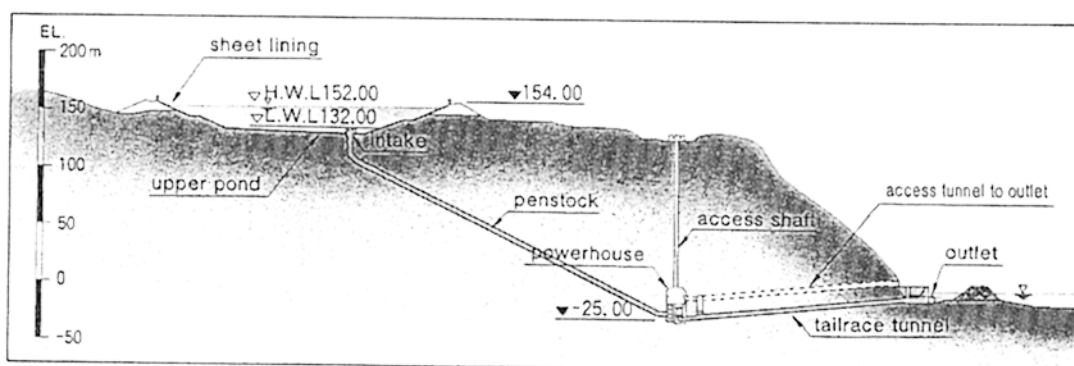 EL.
200m
sheet lining
150
▽H.W.L152.00
▼154.00
▽L.W.L132.00
intake
100
upper pond
access tunnel to outlet
penstock
50
access shaft
powerhouse
outlet
0
▼-25.00
tailrace tunnel
-50